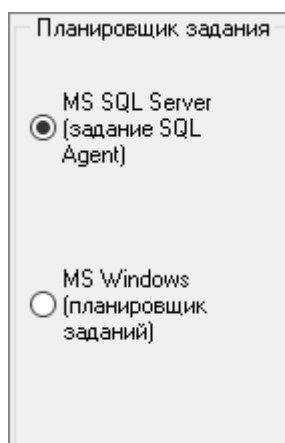 Планировщик задания
MS SQL Server
(задание SQL
Agent)
MS Windows
(планировщик
заданий)